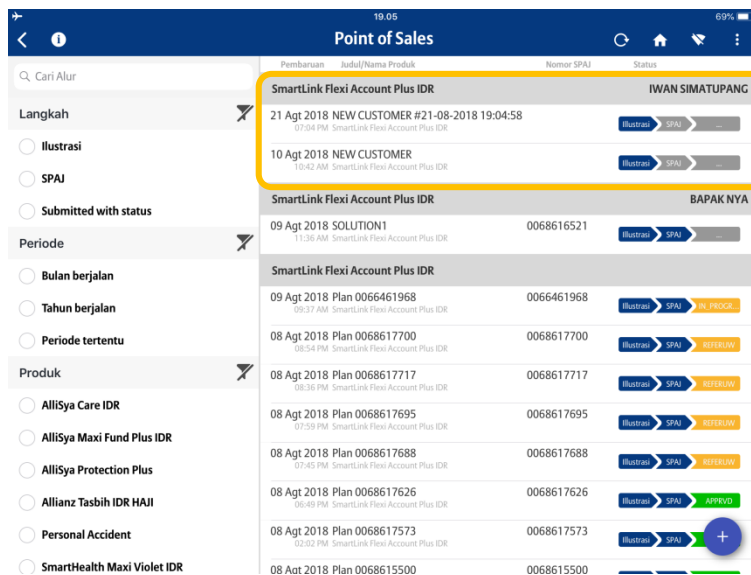 19.05
69%
Point of Sales
Cari Alur
Langkah
Ilustrasi
SPAJ
Submitted with status
Periode
Bulan berjalan
Tahun berjalan
Periode tertentu
Produk
AlliSya Care IDR
AlliSya Maxi Fund Plus IDR
AlliSya Protection Plus
Allianz Tasbih IDR HAJI
Personal Accident
SmartHealth Maxi Violet IDR
Pembaruan Judul/Nama Produk Nomor SPAJ Status
SmartLink Flexi Account Plus IDR IWAN SIMATUPANG
21 Agt 2018 NEW CUSTOMER #21-08-2018 19:04:58
07:04 PM SmartLink Flexi Account Plus IDR
Illustrasi SPAJ ...
10 Agt 2018 NEW CUSTOMER
10:42 AM SmartLink Flexi Account Plus IDR
Illustrasi SPAJ ...
SmartLink Flexi Account Plus IDR BAPAK NYA
09 Agt 2018 SOLUTION1 0068616521
11:36 AM SmartLink Flexi Account Plus IDR
Illustrasi SPAJ ...
SmartLink Flexi Account Plus IDR
09 Agt 2018 Plan 0066461968 0066461968
09:37 AM SmartLink Flexi Account Plus IDR
Illustrasi SPAJ IN_PROGR...
08 Agt 2018 Plan 0068617700 0068617700
08:54 PM SmartLink Flexi Account Plus IDR
Illustrasi SPAJ REFERUW
08 Agt 2018 Plan 0068617717 0068617717
08:36 PM SmartLink Flexi Account Plus IDR
Illustrasi SPAJ REFERUW
08 Agt 2018 Plan 0068617695 0068617695
07:59 PM SmartLink Flexi Account Plus IDR
Illustrasi SPAJ REFERUW
08 Agt 2018 Plan 0068617688 0068617688
07:45 PM SmartLink Flexi Account Plus IDR
Illustrasi SPAJ REFERUW
08 Agt 2018 Plan 0068617626 0068617626
06:49 PM SmartLink Flexi Account Plus IDR
Illustrasi SPAJ APPRVD
08 Agt 2018 Plan 0068617573 0068617573
02:02 PM SmartLink Flexi Account Plus IDR
Illustrasi SPAJ
08 Agt 2018 Plan 0068615500 0068615500